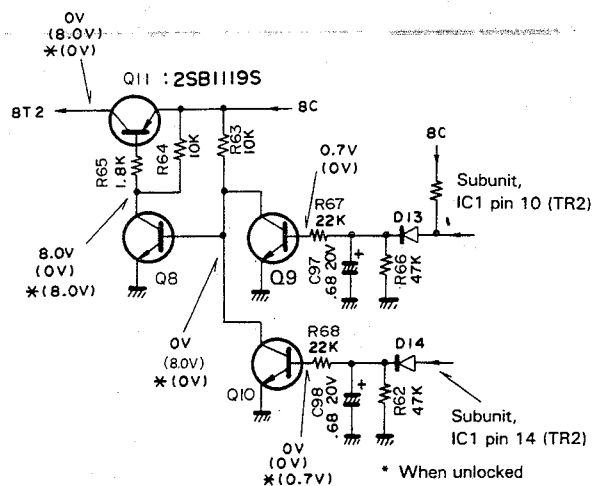 0V
(8.0V)
*(0V)
Q11 : 2SB1119S
8T2
8C
R65
1.8K
R64
10K
R63
10K
0.7V
(0V)
8C
Subunit,
IC1 pin 10 (TR2)
R67
22K
D13
8.0V
(0V)
*(8.0V)
Q8
Q9
C97
.68 20V
+
R66
47K
0V
(8.0V)
*(0V)
R68
22K
D14
Q10
C98
.68 20V
+
R62
47K
Subunit,
IC1 pin 14 (TR2)
0V
(0V)
*(0.7V)
* When unlocked